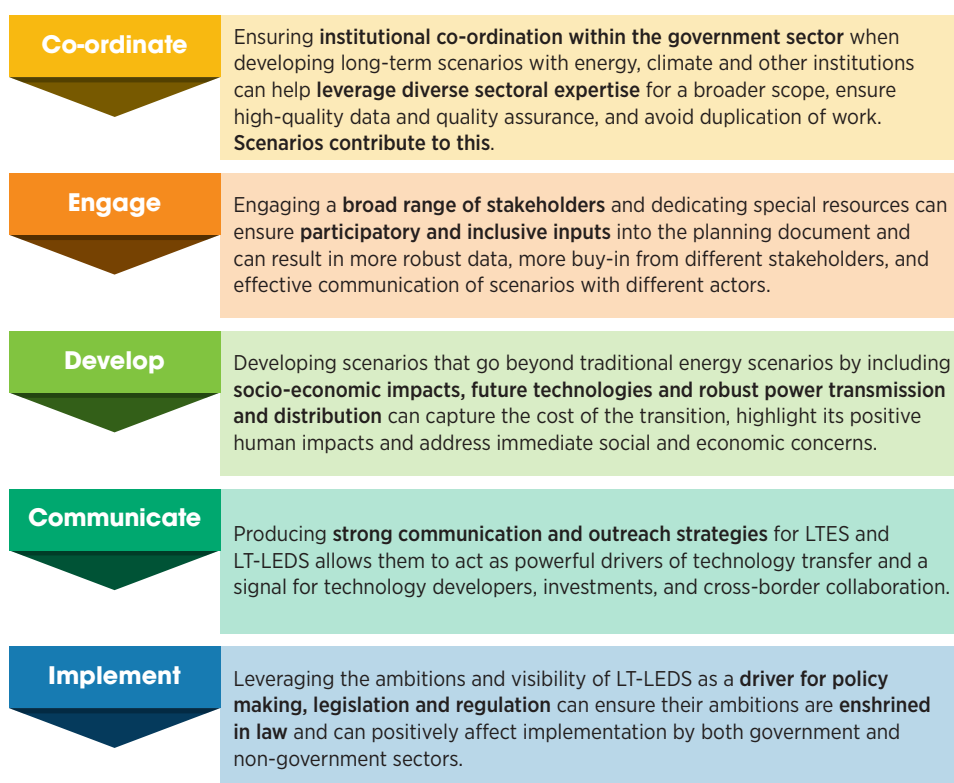 Co-ordinate
Ensuring institutional co-ordination within the government sector when
developing long-term scenarios with energy, climate and other institutions
can help leverage diverse sectoral expertise for a broader scope, ensure
high-quality data and quality assurance, and avoid duplication of work.
Scenarios contribute to this.
Engage
Engaging a broad range of stakeholders and dedicating special resources can
ensure participatory and inclusive inputs into the planning document and
can result in more robust data, more buy-in from different stakeholders, and
effective communication of scenarios with different actors.
Develop
Developing scenarios that go beyond traditional energy scenarios by including
socio-economic impacts, future technologies and robust power transmission
and distribution can capture the cost of the transition, highlight its positive
human impacts and address immediate social and economic concerns.
Communicate
Producing strong communication and outreach strategies for LTES and
LT-LEDS allows them to act as powerful drivers of technology transfer and a
signal for technology developers, investments, and cross-border collaboration.
Implement
Leveraging the ambitions and visibility of LT-LEDS as a driver for policy
making, legislation and regulation can ensure their ambitions are enshrined
in law and can positively affect implementation by both government and
non-government sectors.